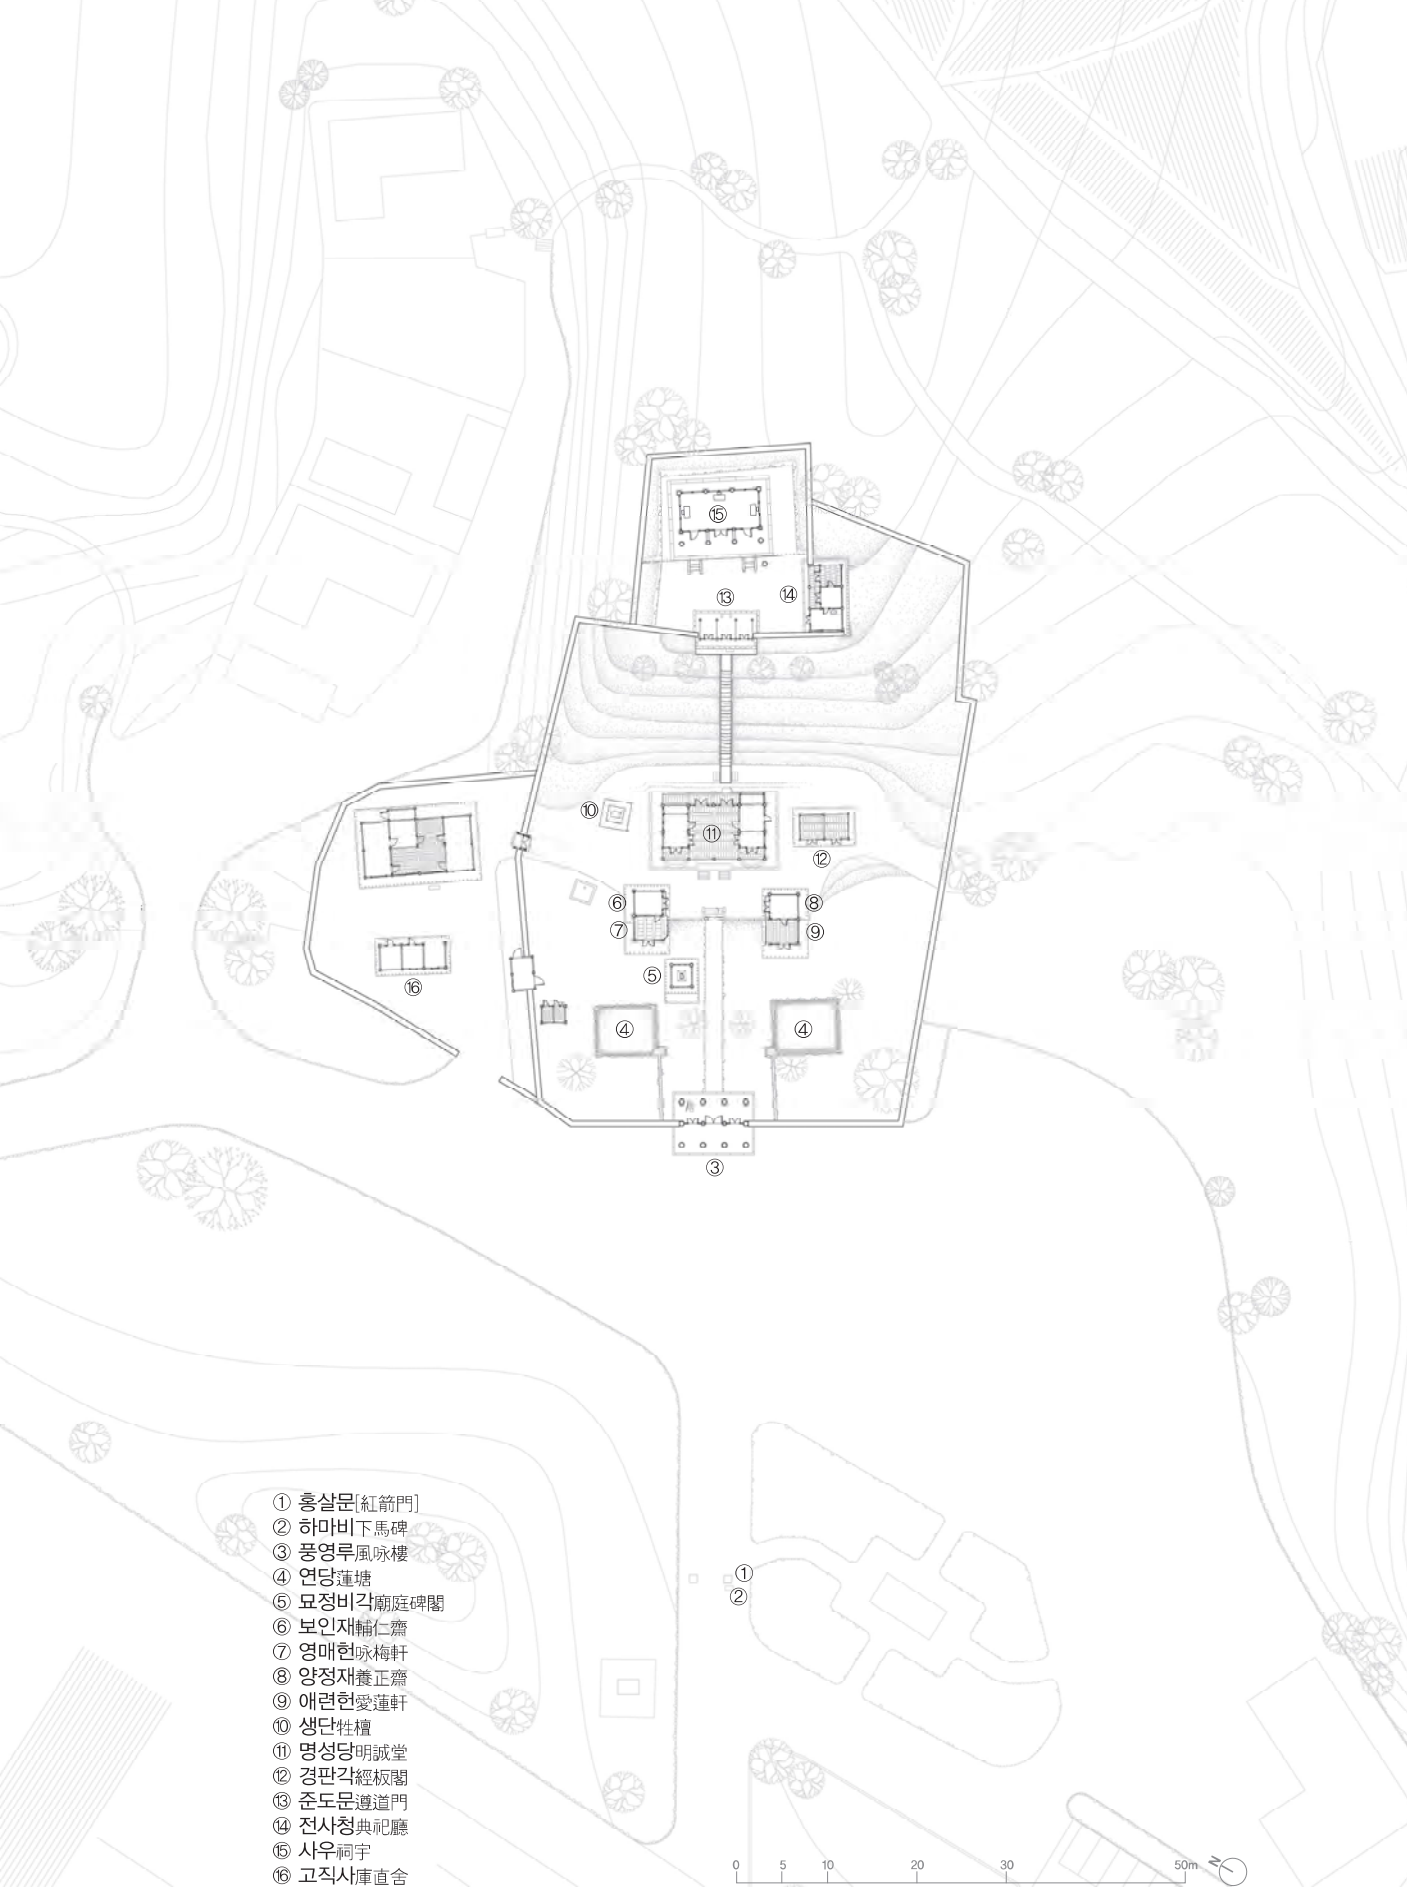 ⑮
⑬
⑭
⑩
⑪
⑫
⑥
⑧
⑦
⑨
⑤
⑯
④
④
③
① 홍살문[紅箭門]
② 하마비下馬碑
③ 풍영루風咏樓
④ 연당蓮塘
⑤ 묘정비각廟庭碑閣
⑥ 보인재輔仁齋
⑦ 영매헌咏梅軒
⑧ 양정재養正齋
⑨ 애련헌愛蓮軒
⑩ 생단牲檀
⑪ 명성당明誠堂
⑫ 경판각經板閣
⑬ 준도문遵道門
⑭ 전사청典祀廳
⑮ 사우祠宇
⑯ 고직사庫直舍
①
②
0 5 10 20 30 50m
N